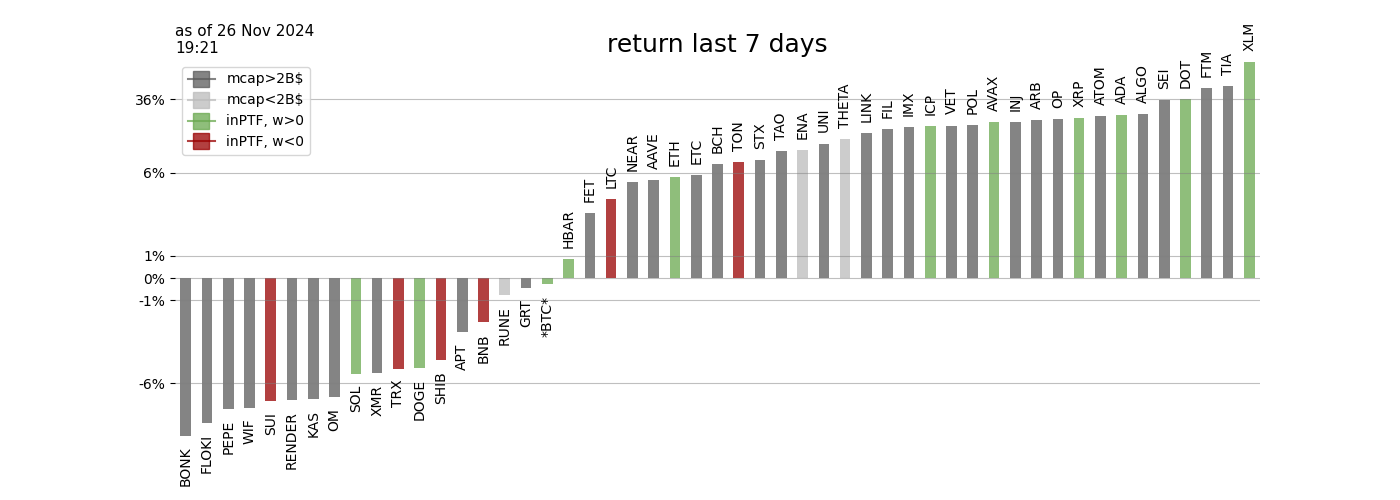 as of 26 Nov 2024
19:21
return last 7 days
mcap>2B$
mcap<2B$
inPTF, w>0
inPTF, w<0
36%
6%
1%
0%
-1%
-6%
BONK
FLOKI
PEPE
WIF
SUI
RENDER
KAS
OM
SOL
XMR
TRX
DOGE
SHIB
APT
BNB
RUNE
GRT
*BTC*
HBAR
FET
LTC
NEAR
AAVE
ETH
ETC
BCH
TON
STX
TAO
ENA
UNI
THETA
LINK
FIL
IMX
ICP
VET
POL
AVAX
INJ
ARB
OP
XRP
ATOM
ADA
ALGO
SEI
DOT
FTM
TIA
XLM